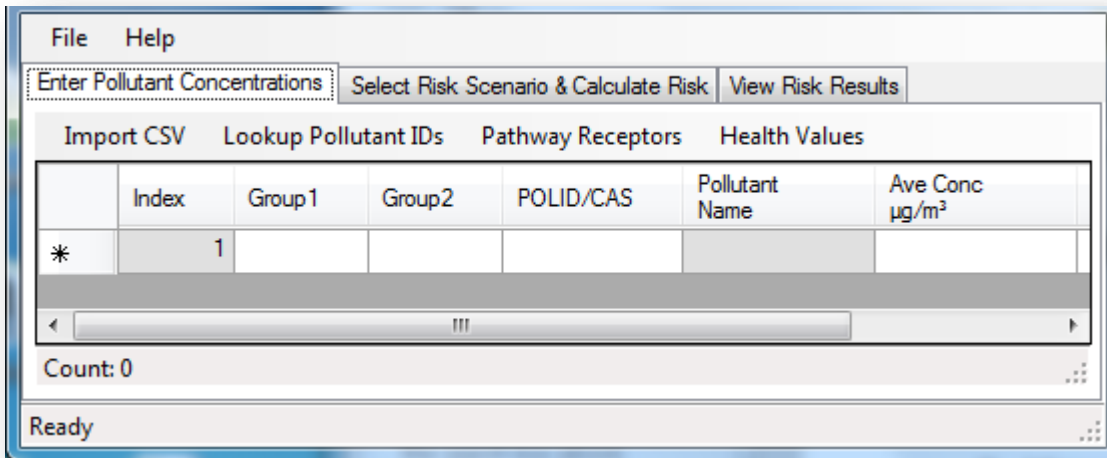 File Help
Enter Pollutant Concentrations Select Risk Scenario & Calculate Risk View Risk Results
Import CSV Lookup Pollutant IDs Pathway Receptors Health Values
Index Group1 Group2 POLID/CAS Pollutant Name Ave Conc µg/m³
* 1
Count: 0
Ready